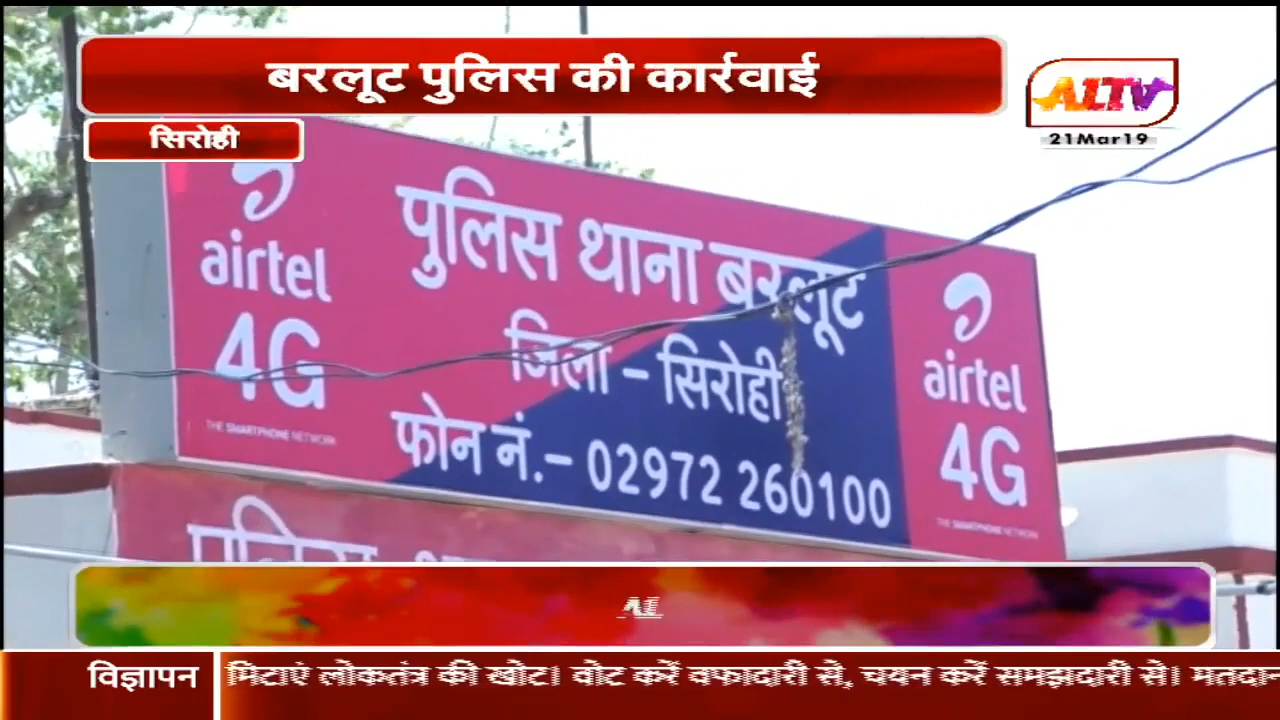 बरलूट पुलिस की कार्रवाई
सिरोही
ALTV
21Mar19
airtel
4G
THE SMARTPHONE NETWORK
पुलिस थाना बरलूट
जिला – सिरोही
फोन नं.– 02972 260100
airtel
4G
THE SMARTPHONE NETWORK
पुलिस
AL
विज्ञापन
मिटाएं लोकतंत्र की खोट। वोट करें वफादारी से, चयन करें समझदारी से। मतदान